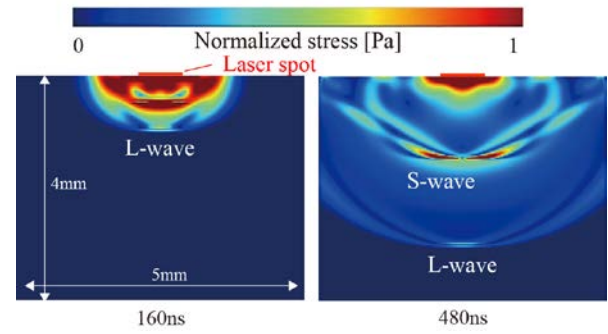 0 Normalized stress [Pa] 1
Laser spot
L-wave
4mm
5mm
160ns
S-wave
L-wave
480ns